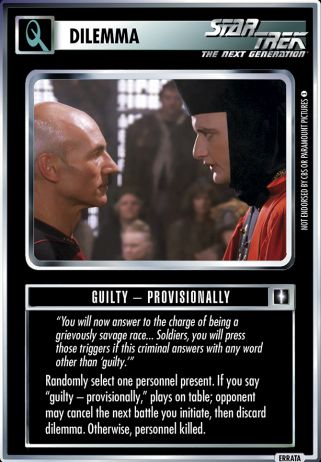 Q DILEMMA
STAR TREK
THE NEXT GENERATION®
NOT ENDORSED BY CBS OR PARAMOUNT PICTURES
GUILTY – PROVISIONALLY
“You will now answer to the charge of being a
grievously savage race... Soldiers, you will press
those triggers if this criminal answers with any word
other than ‘guilty.’”
Randomly select one personnel present. If you say
“guilty – provisionally,” plays on table; opponent
may cancel the next battle you initiate, then discard
dilemma. Otherwise, personnel killed.
ERRATA